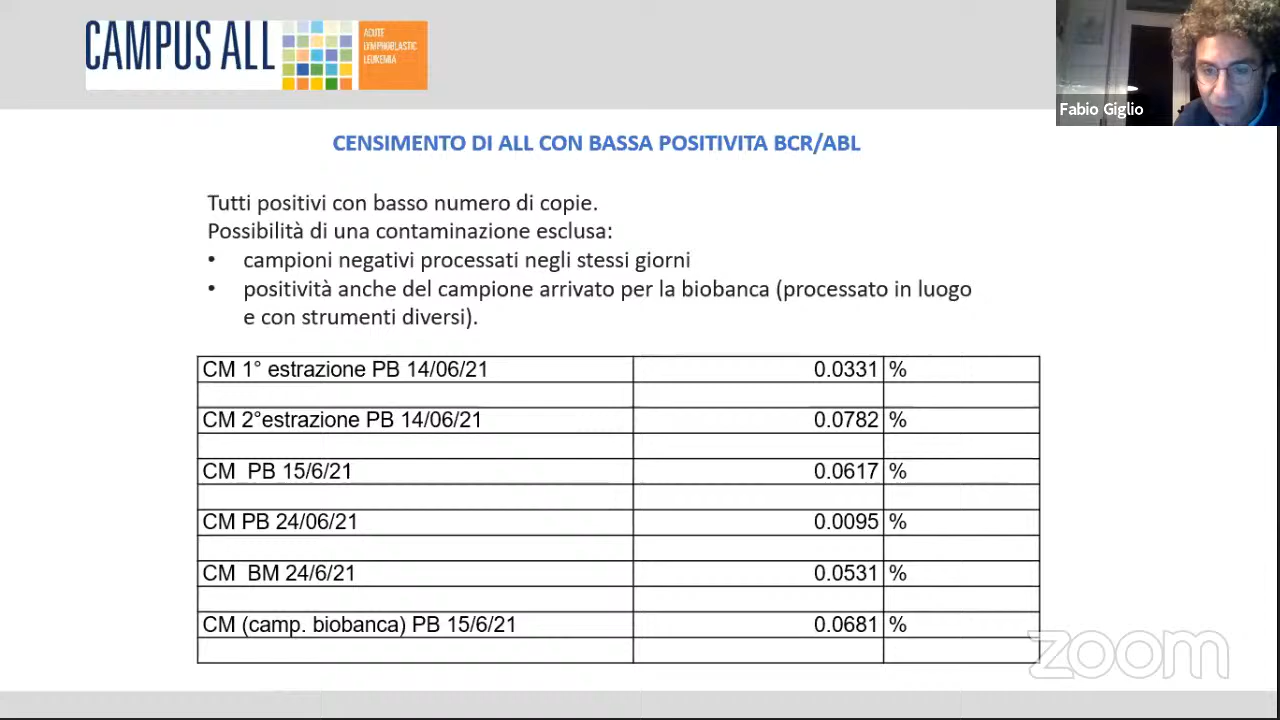 CAMPUS ALL
ACUTE
LYMPHOBLASTIC
LEUKEMIA
Fabio Giglio
CENSIMENTO DI ALL CON BASSA POSITIVITA BCR/ABL
Tutti positivi con basso numero di copie.
Possibilità di una contaminazione esclusa:
• campioni negativi processati negli stessi giorni
• positività anche del campione arrivato per la biobanca (processato in luogo
e con strumenti diversi).
CM 1° estrazione PB 14/06/21 0.0331 %
CM 2°estrazione PB 14/06/21 0.0782 %
CM PB 15/6/21 0.0617 %
CM PB 24/06/21 0.0095 %
CM BM 24/6/21 0.0531 %
CM (camp. biobanca) PB 15/6/21 0.0681 %
zoom